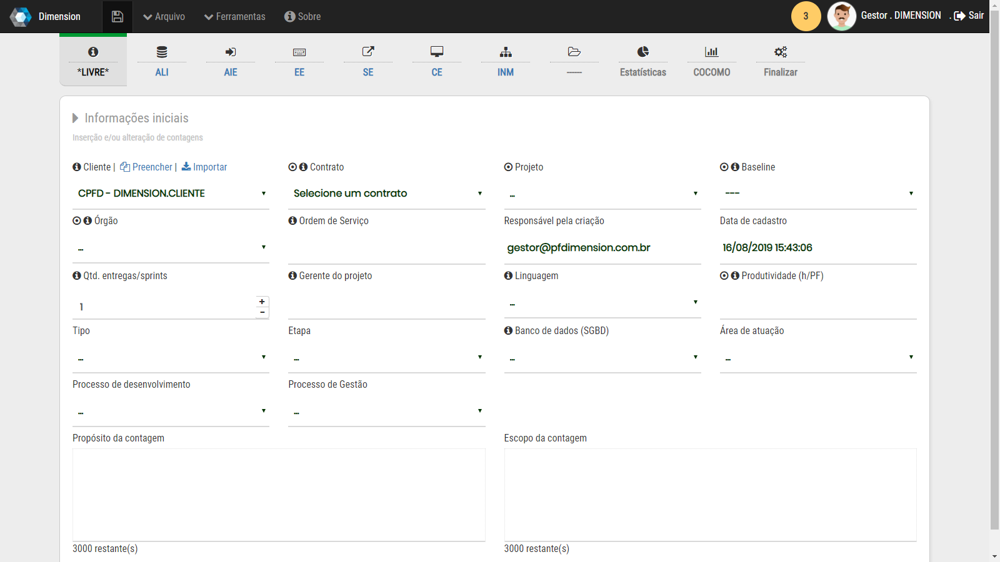 Dimension
Arquivo
Ferramentas
Sobre
3
Gestor . DIMENSION
. Sair
*LIVRE*
ALI
AIE
EE
SE
CE
INM
-----
Estatísticas
COCOMO
Finalizar
Informações iniciais
Inserção e/ou alteração de contagens
Cliente | Preencher | Importar
Contrato
Projeto
Baseline
CPFD - DIMENSION.CLIENTE
Selecione um contrato
...
---
Órgão
Ordem de Serviço
Responsável pela criação
Data de cadastro
...
gestor@pfdimension.com.br
16/08/2019 15:43:06
Qtd. entregas/sprints
Gerente do projeto
Linguagem
Produtividade (h/PF)
1
+
-
...
Tipo
Etapa
Banco de dados (SGBD)
Área de atuação
...
...
...
...
Processo de desenvolvimento
Processo de Gestão
...
...
Propósito da contagem
Escopo da contagem
3000 restante(s)
3000 restante(s)